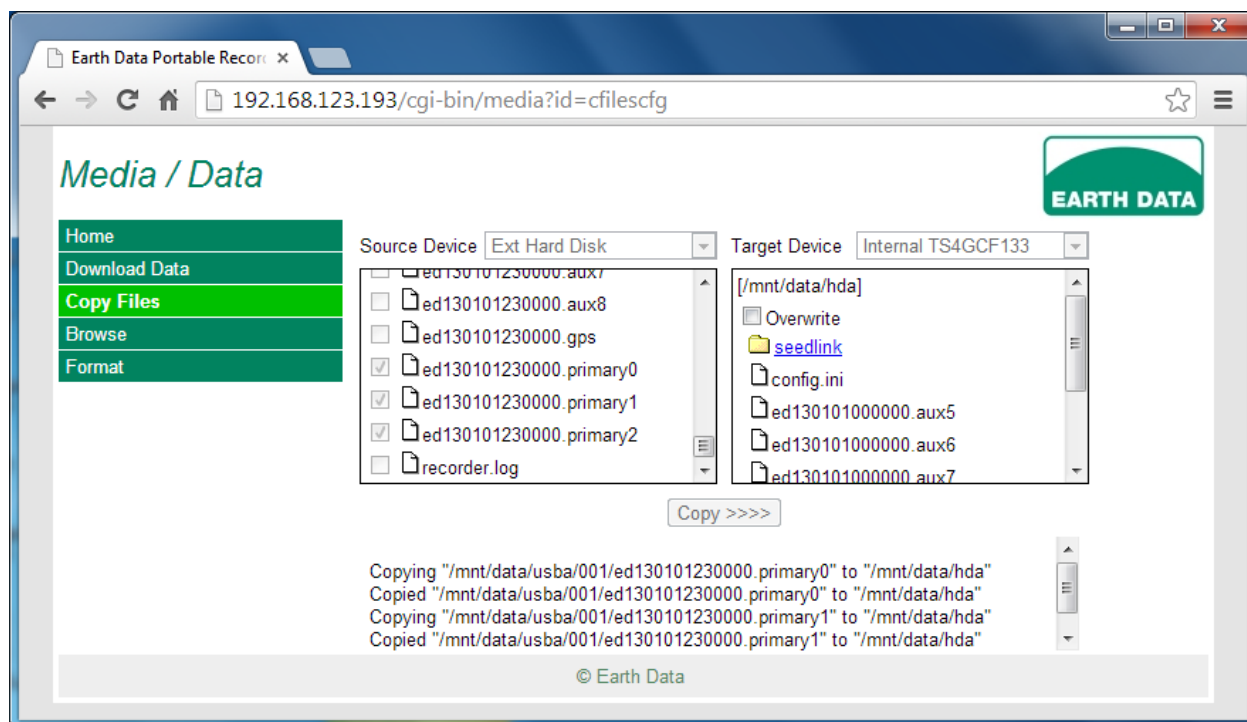 Earth Data Portable Recor
192.168.123.193/cgi-bin/media?id=cfilescfg
Media / Data
EARTH DATA
Home
Download Data
Copy Files
Browse
Format
Source Device Ext Hard Disk
ed130101230000.aux7
ed130101230000.aux8
ed130101230000.gps
ed130101230000.primary0
ed130101230000.primary1
ed130101230000.primary2
recorder.log
Target Device Internal TS4GCF133
[/mnt/data/hda]
Overwrite
seedlink
config.ini
ed130101000000.aux5
ed130101000000.aux6
ed130101000000.aux7
Copy >>>>
Copying "/mnt/data/usba/001/ed130101230000.primary0" to "/mnt/data/hda"
Copied "/mnt/data/usba/001/ed130101230000.primary0" to "/mnt/data/hda"
Copying "/mnt/data/usba/001/ed130101230000.primary1" to "/mnt/data/hda"
Copied "/mnt/data/usba/001/ed130101230000.primary1" to "/mnt/data/hda"
© Earth Data